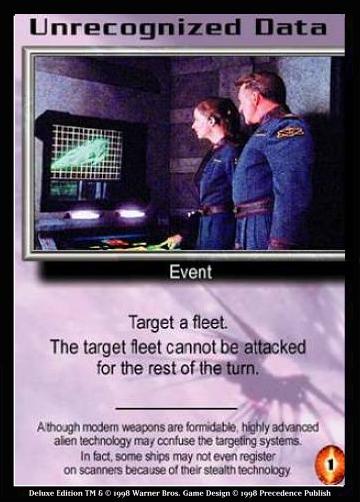 Unrecognized Data
Event
Target a fleet.
The target fleet cannot be attacked
for the rest of the turn.
Although modern weapons are formidable, highly advanced
alien technology may confuse the targeting systems.
In fact, some ships may not even register
on scanners because of their stealth technology.
1
Deluxe Edition TM & © 1998 Warner Bros. Game Design © 1998 Precedence Publish